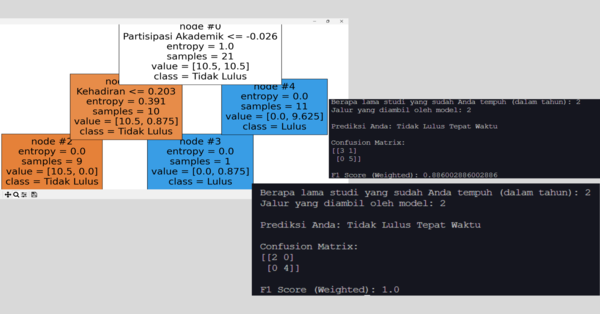 node #0
Partisipasi Akademik <= -0.026
entropy = 1.0
samples = 21
value = [10.5, 10.5]
class = Tidak Lulus
Kehadiran <= 0.203
entropy = 0.391
samples = 10
value = [10.5, 0.875]
class = Tidak Lulus
node #4
entropy = 0.0
samples = 11
value = [0.0, 9.625]
class = Lulus
node #2
entropy = 0.0
samples = 9
value = [10.5, 0.0]
class = Tidak Lulus
node #3
entropy = 0.0
samples = 1
value = [0.0, 0.875]
class = Lulus
Berapa lama studi yang sudah Anda tempuh (dalam tahun): 2
Jalur yang diambil oleh model: 2
Prediksi Anda: Tidak Lulus Tepat Waktu
Confusion Matrix:
[[3 1]
[0 5]]
F1 Score (Weighted): 0.886002886002886
Berapa lama studi yang sudah Anda tempuh (dalam tahun): 2
Jalur yang diambil oleh model: 2
Prediksi Anda: Tidak Lulus Tepat Waktu
Confusion Matrix:
[[2 0]
[0 4]]
F1 Score (Weighted): 1.0